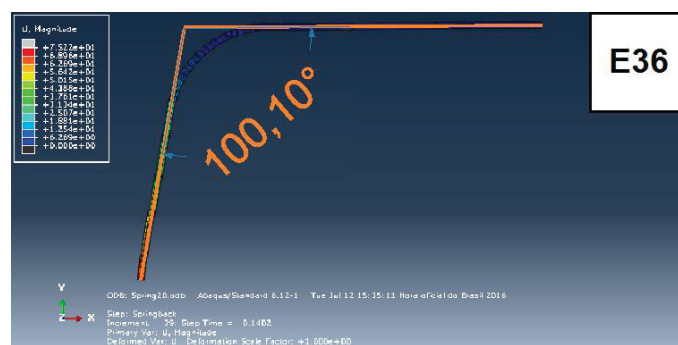 U, Magnitude
+7.522e+01
+6.896e+01
+6.269e+01
+5.642e+01
+5.015e+01
+4.388e+01
+3.761e+01
+3.134e+01
+2.507e+01
+1.881e+01
+1.254e+01
+6.269e+00
+0.000e+00
E36
100,10°
Y
Z X
ODB: Spring2D.odb Abaqus/Standard 6.12-1 Tue Jul 12 15:35:11 Hora oficial do Brasil 2016
Step: Springback
Increment 39: Step Time = 0.1402
Primary Var: U, Magnitude
Deformed Var: U Deformation Scale Factor: +1.000e+00